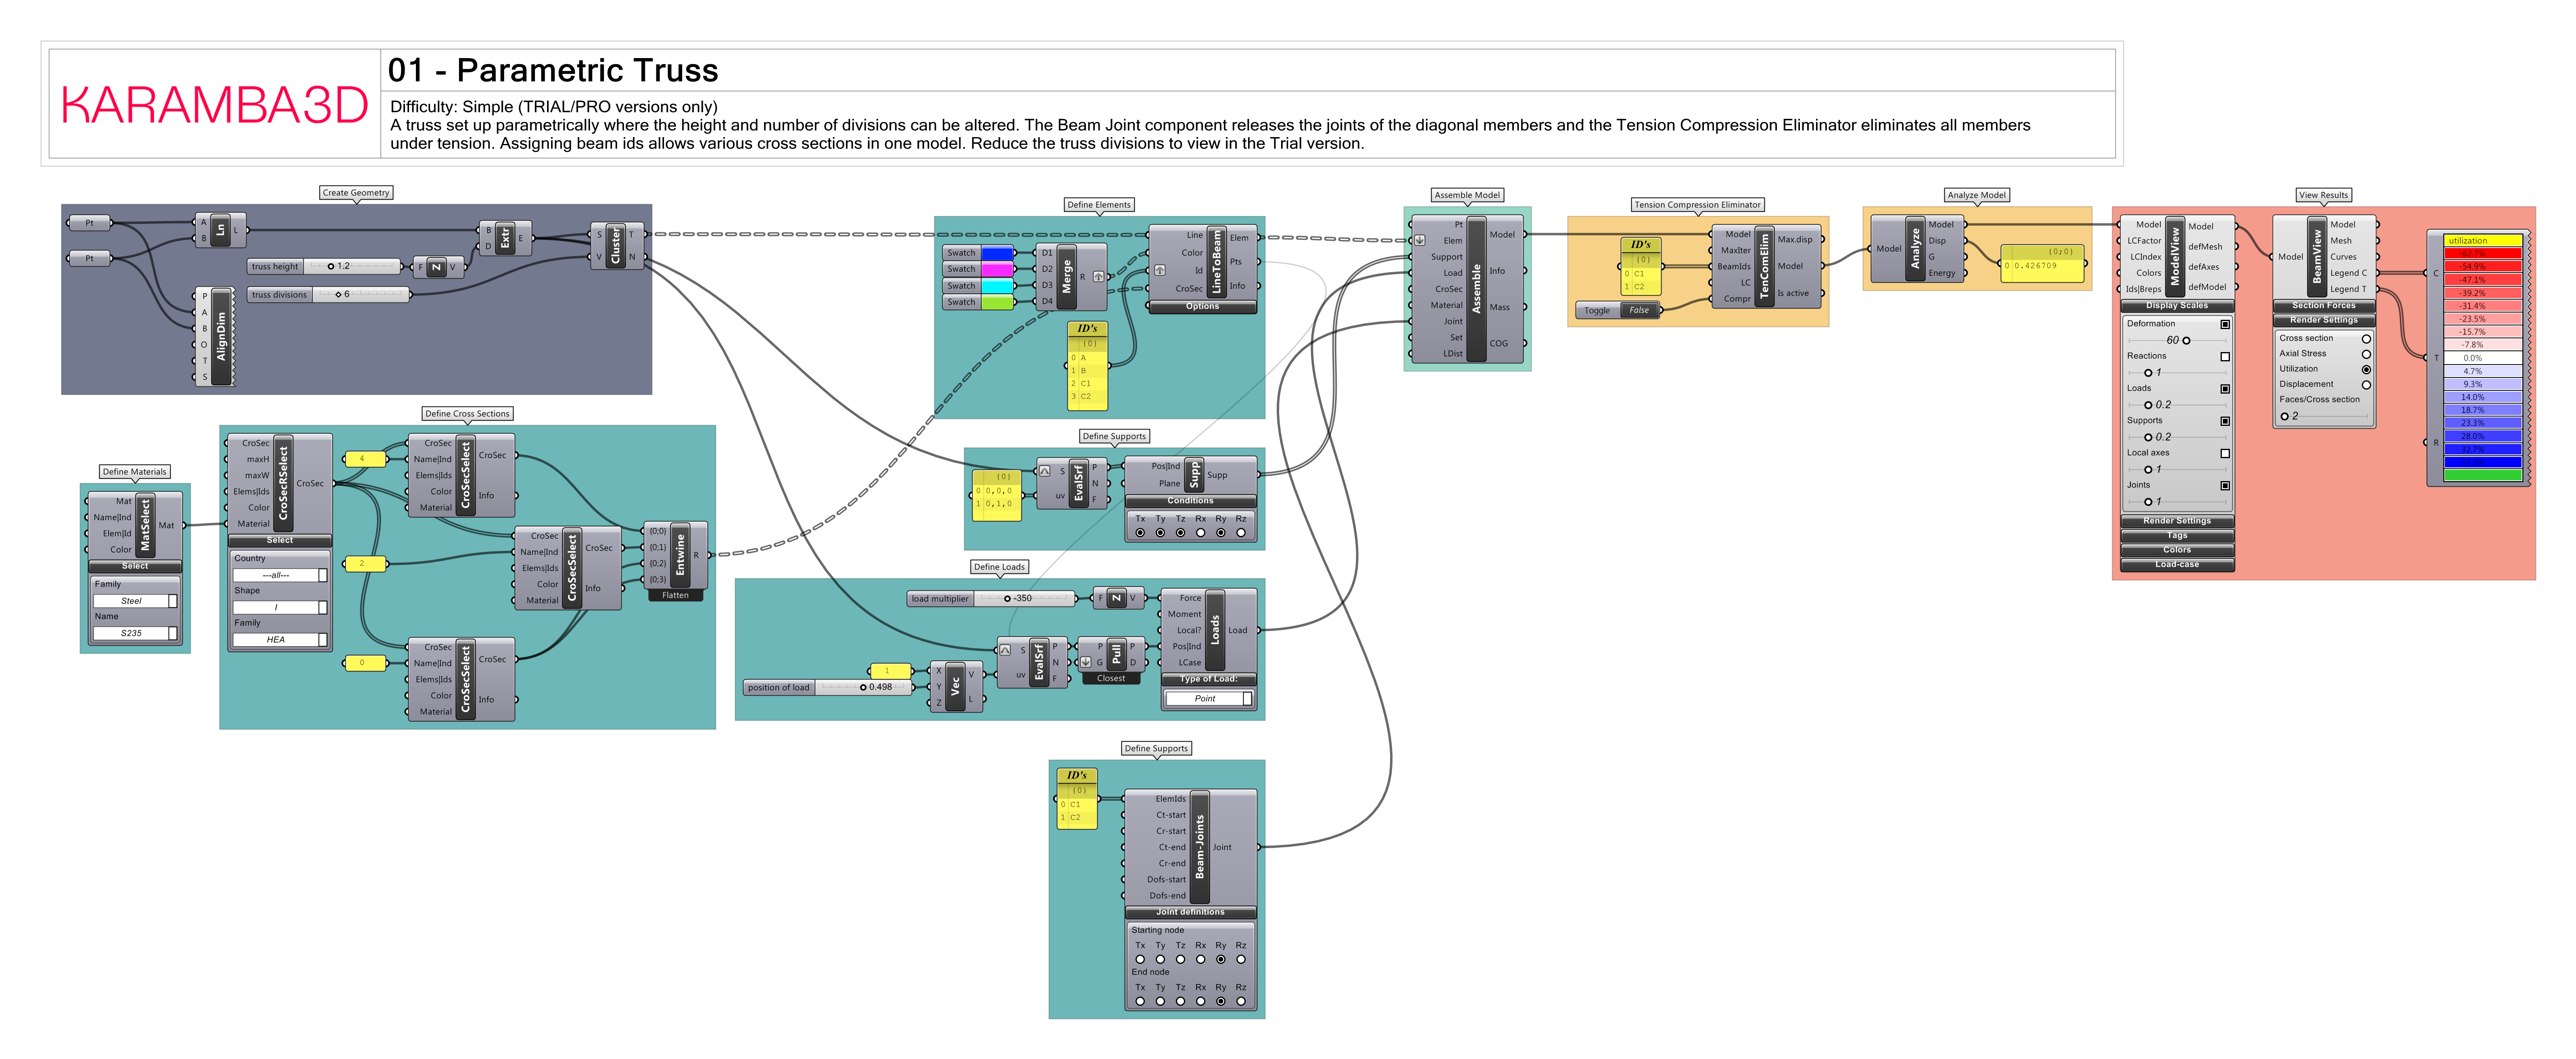 KARAMBA3D
01 - Parametric Truss
Difficulty: Simple (TRIAL/PRO versions only)
A truss set up parametrically where the height and number of divisions can be altered. The Beam Joint component releases the joints of the diagonal members and the Tension Compression Eliminator eliminates all members
under tension. Assigning beam ids allows various cross sections in one model. Reduce the truss divisions to view in the Trial version.
Create Geometry
Pt
Pt
A
B
Ln
L
truss height
1.2
F
Z
V
truss divisions
6
B
D
Extr
E
S
V
Cluster
T
N
P
A
B
O
T
S
AlignDim
Define Materials
Mat
Name|Ind
Elem|Id
Color
MatSelect
Mat
Select
Family
Steel
Name
S235
Define Cross Sections
CroSec
maxH
maxW
Elems|Ids
Color
Material
CroSecRSelect
CroSec
Select
Country
---all---
Shape
I
Family
HEA
4
2
0
CroSec
Name|Ind
Elems|Ids
Color
Material
CroSecSelect
CroSec
Info
CroSec
Name|Ind
Elems|Ids
Color
Material
CroSecSelect
CroSec
Info
CroSec
Name|Ind
Elems|Ids
Color
Material
CroSecSelect
CroSec
Info
{0;0}
{0;1}
{0;2}
{0;3}
Entwine
R
Flatten
Define Elements
Swatch
Swatch
Swatch
Swatch
D1
D2
D3
D4
Merge
R
ID's
{0}
0 A
1 B
2 C1
3 C2
Line
Color
Id
CroSec
LineToBeam
Elem
Pts
Info
Options
Define Supports
{0}
0 0,0,0
1 0,1,0
S
uv
EvalSrf
P
N
F
Pos|Ind
Plane
Supp
Supp
Conditions
Tx Ty Tz Rx Ry Rz
Define Loads
load multiplier
-350
F
Z
V
1
position of load
0.498
X
Y
Z
Vec
V
L
S
uv
EvalSrf
P
N
F
P
G
Pull
P
D
Closest
Force
Moment
Local?
Pos|Ind
LCase
Loads
Load
Type of Load:
Point
Define Supports
ID's
{0}
0 C1
1 C2
ElemIds
Ct-start
Cr-start
Ct-end
Cr-end
Dofs-start
Dofs-end
Beam-Joints
Joint
Joint definitions
Starting node
Tx Ty Tz Rx Ry Rz
End node
Tx Ty Tz Rx Ry Rz
Assemble Model
Pt
Elem
Support
Load
CroSec
Material
Joint
Set
LDist
Assemble
Model
Info
Mass
COG
Tension Compression Eliminator
ID's
{0}
0 C1
1 C2
Toggle
False
Model
MaxIter
BeamIds
LC
Compr
TenComElim
Max.disp
Model
Is active
Analyze Model
Model
Analyze
Model
Disp
G
Energy
{0;0}
0 0.426709
View Results
Model
LCFactor
LCIndex
Colors
Ids|Breps
ModelView
Model
defMesh
defAxes
defModel
Display Scales
Deformation
60
Reactions
1
Loads
0.2
Supports
0.2
Local axes
1
Joints
1
Render Settings
Tags
Colors
Load-case
Model
BeamView
Model
Mesh
Curves
Legend C
Legend T
Section Forces
Render Settings
Cross section
Axial Stress
Utilization
Displacement
Faces/Cross section
2
C
T
R
utilization
-62.7%
-54.9%
-47.1%
-39.2%
-31.4%
-23.5%
-15.7%
-7.8%
0.0%
4.7%
9.3%
14.0%
18.7%
23.3%
28.0%
32.7%